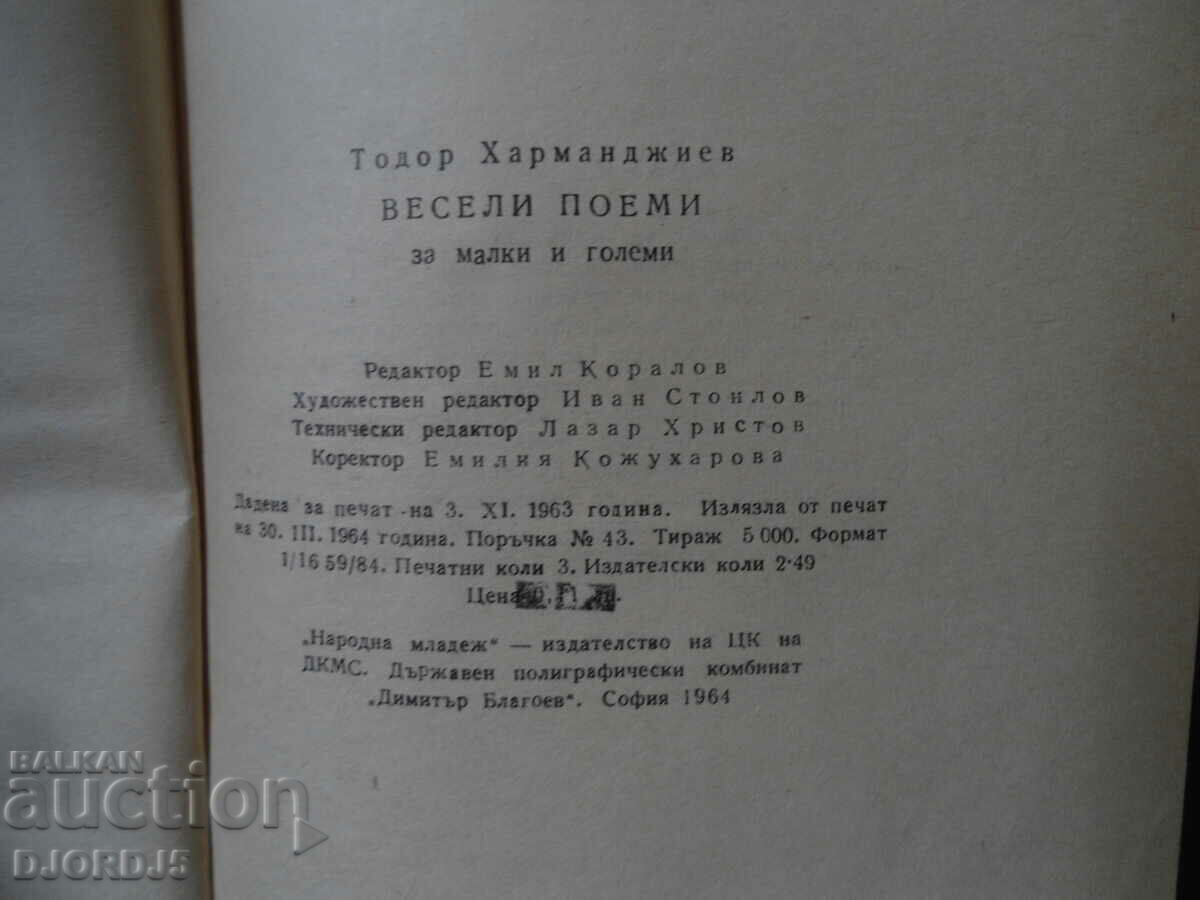 Тодор Харманджиев
ВЕСЕЛИ ПОЕМИ
за малки и големи
Редактор Емил Коралов
Художествен редактор Иван Стоилов
Технически редактор Лазар Христов
Коректор Емилия Кожухарова
Дадена за печат на 3. XI. 1963 година. Излязла от печат
на 30. III. 1964 година. Поръчка № 43. Тираж 5 000. Формат
1/16 59/84. Печатни коли 3. Издателски коли 2·49
Цена
„Народна младеж“ — издателство на ЦК на
ДКМС. Държавен полиграфически комбинат
„Димитър Благоев“. София 1964
BALKAN
auction
DJORDJ5